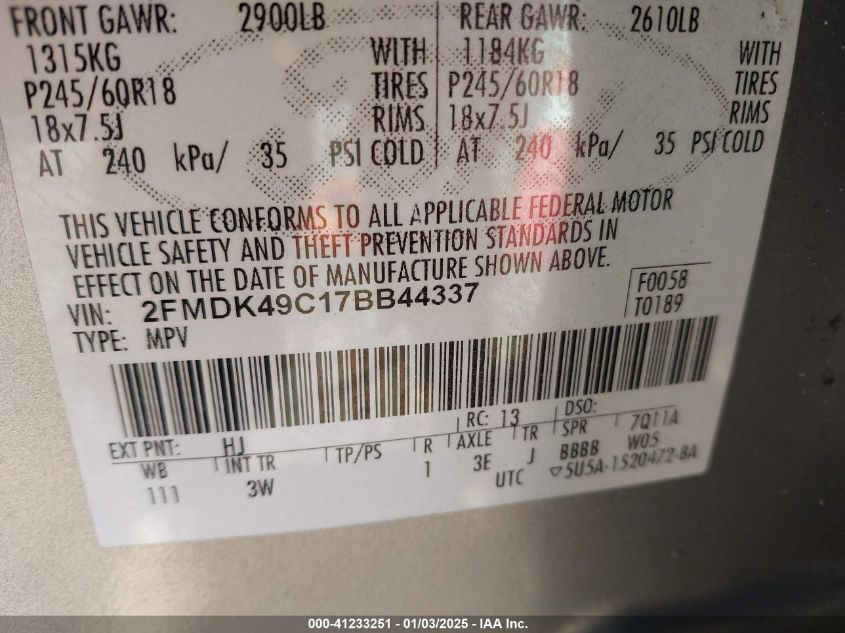 FRONT GAWR: 2900LB REAR GAWR: 2610LB
1315KG WITH 1184KG WITH
P245/60R18 TIRES P245/60R18 TIRES
18x7.5J RIMS 18x7.5J RIMS
AT 240 kPa/ 35 PSI COLD AT 240 kPa/ 35 PSI COLD
THIS VEHICLE CONFORMS TO ALL APPLICABLE FEDERAL MOTOR
VEHICLE SAFETY AND THEFT PREVENTION STANDARDS IN
EFFECT ON THE DATE OF MANUFACTURE SHOWN ABOVE.
F0058
VIN: 2FMDK49C17BB44337
T0189
TYPE: MPV
EXT PNT: HJ RC: 13 DSO:
WB INT TR TP/PS R AXLE TR SPR 7Q11A
111 3W 1 3E J BBBB W05
UTC ▽5U5A-1520472-BA
000-41233251 - 01/03/2025 - IAA Inc.